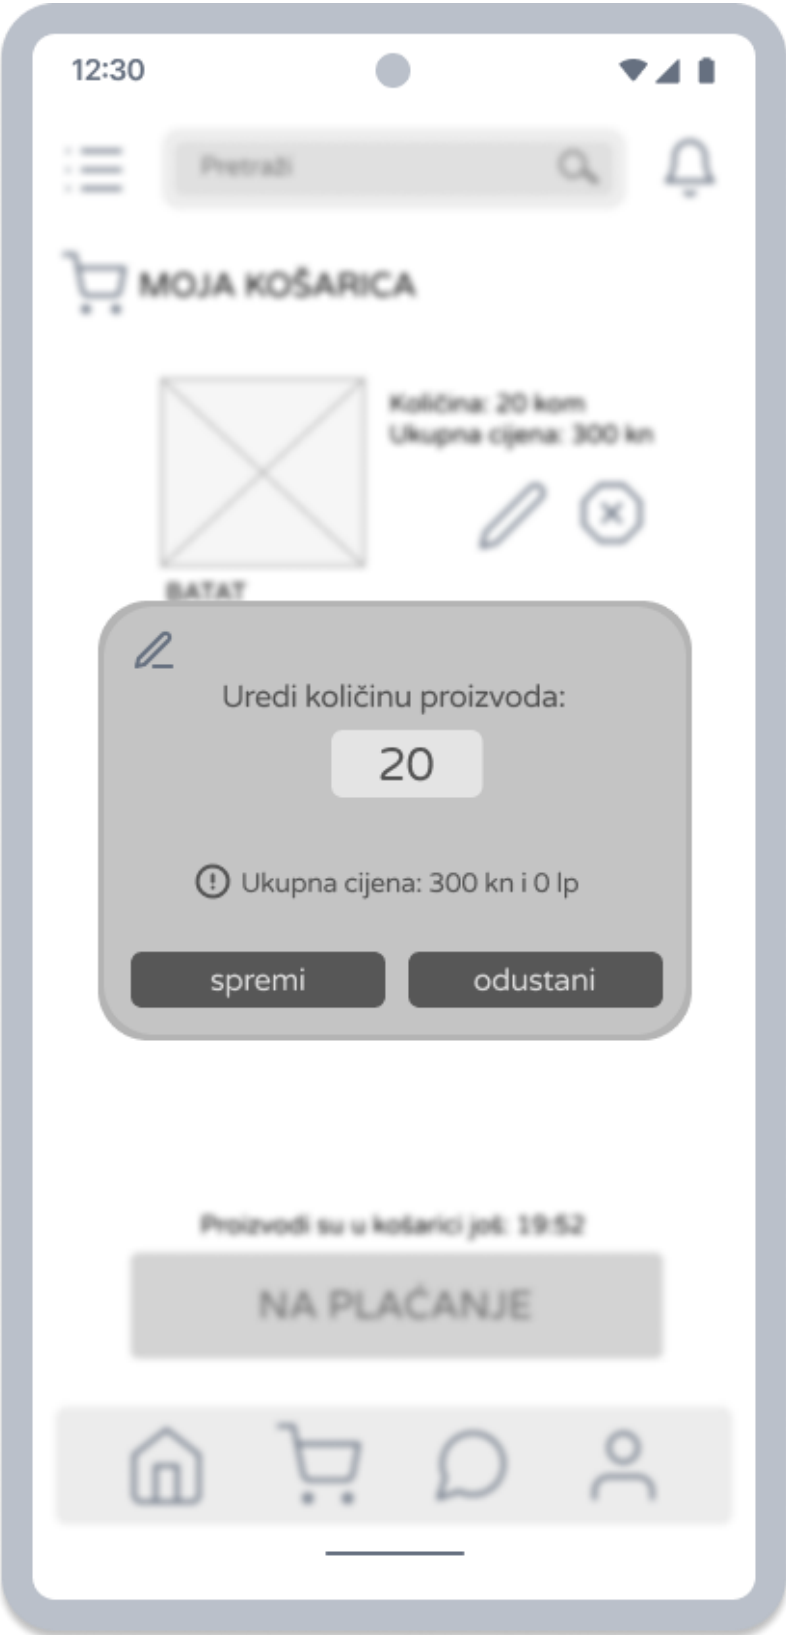 12:30
Pretraži
MOJA KOŠARICA
Količina: 20 kom
Ukupna cijena: 300 kn
BATAT
Uredi količinu proizvoda:
20
Ukupna cijena: 300 kn i 0 lp
spremi
odustani
Proizvodi su u košarici još: 19:52
NA PLAĆANJE